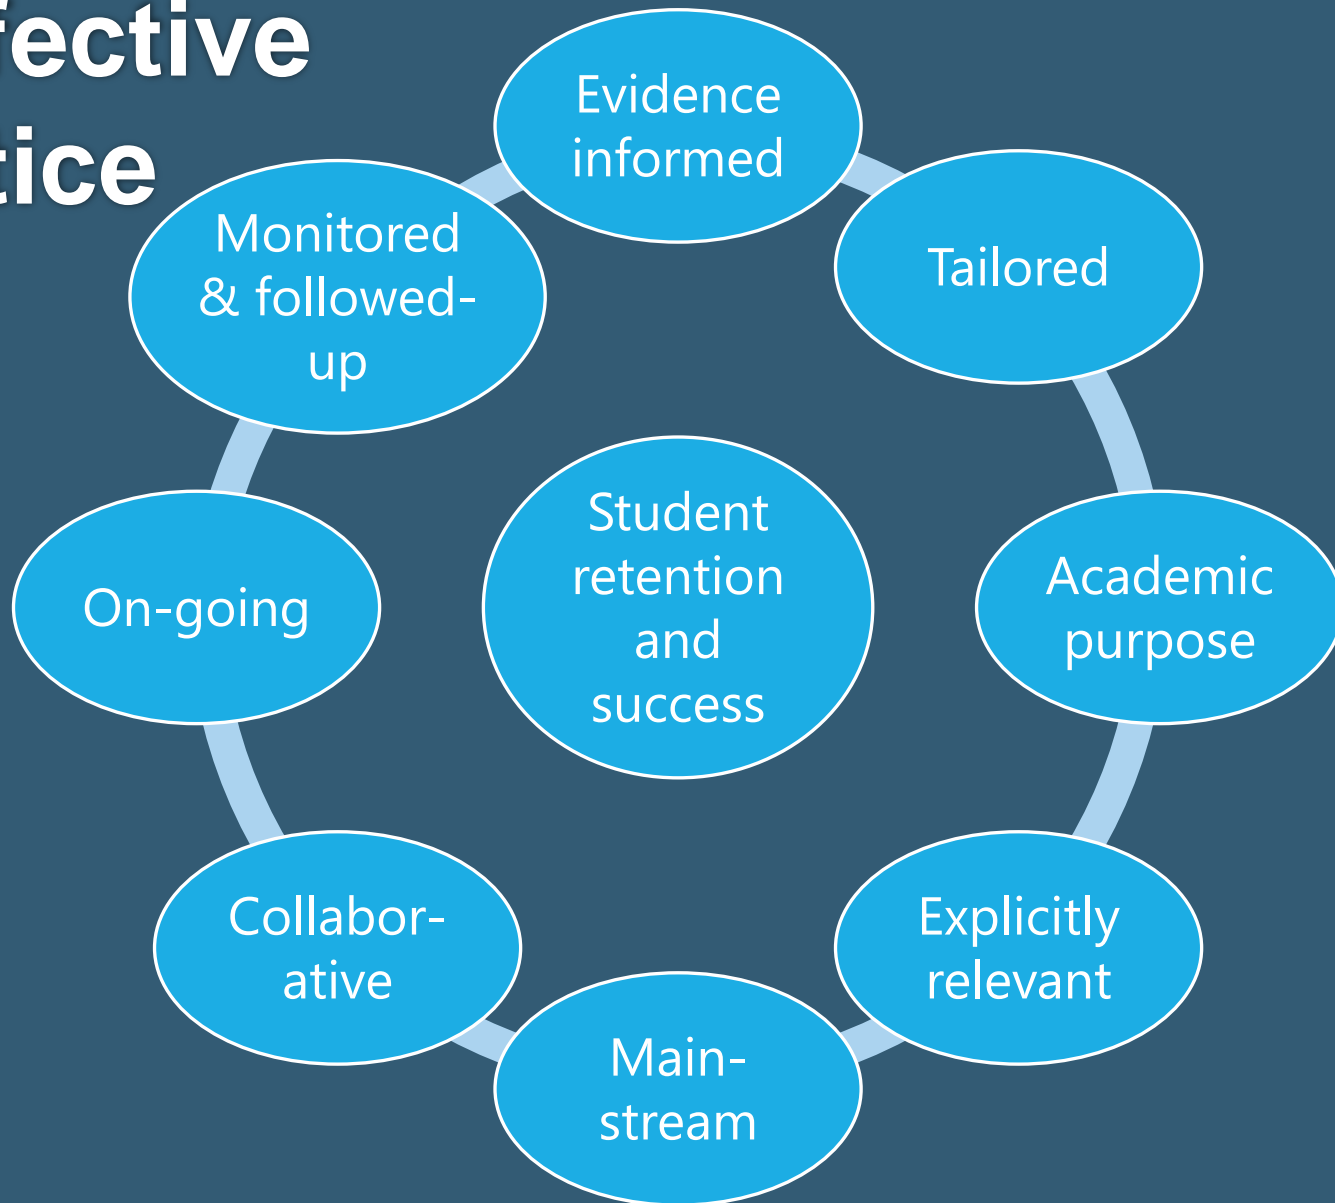 fective
tice
Evidence
informed
Tailored
Academic
purpose
Explicitly
relevant
Main-
stream
Collabor-
ative
On-going
Monitored
& followed-
up
Student
retention
and
success